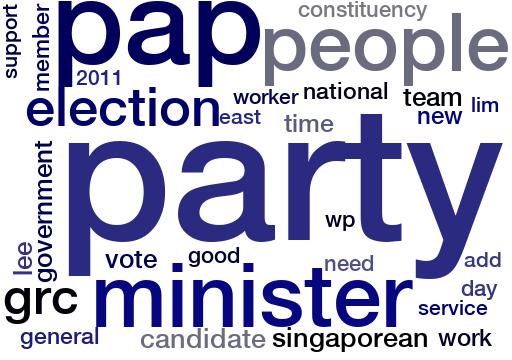 support
member
pap
constituency
people
2011
election
east
worker
national
team
new
lim
time
party
government
lee
wp
vote
good
need
add
day
grc
minister
service
general
candidate
singaporean
work